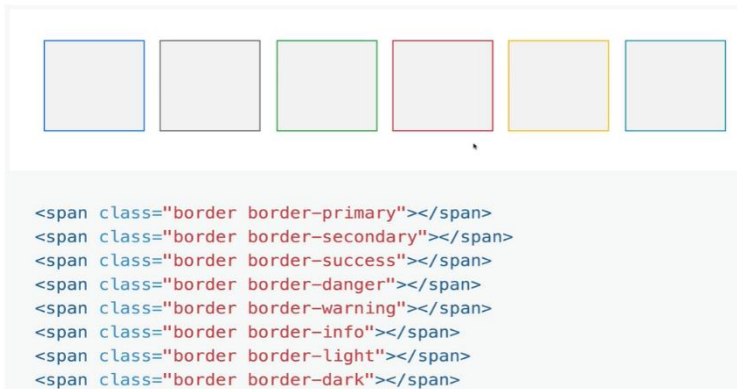 <span class="border border-primary"></span>
<span class="border border-secondary"></span>
<span class="border border-success"></span>
<span class="border border-danger"></span>
<span class="border border-warning"></span>
<span class="border border-info"></span>
<span class="border border-light"></span>
<span class="border border-dark"></span>